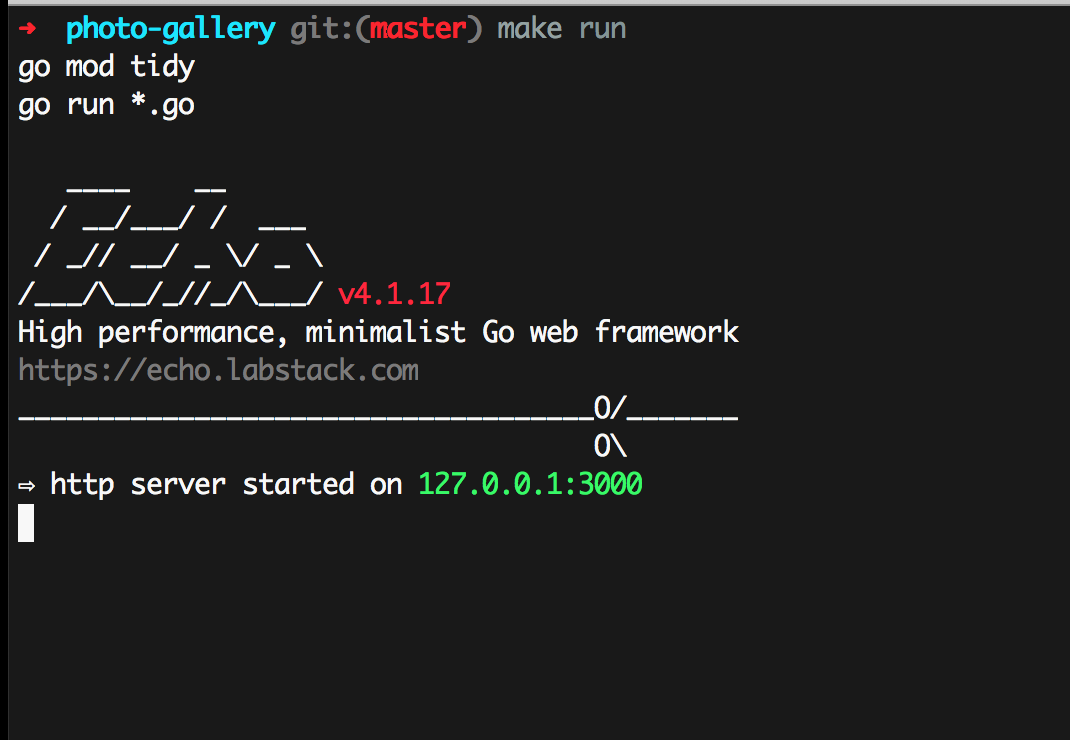 ➜  photo-gallery git:(master) make run
go mod tidy
go run *.go

   ____    __
  / __/___/ /  ___
 / _// __/ _ \/ _ \
/___/\__/_//_/\___/ v4.1.17
High performance, minimalist Go web framework
https://echo.labstack.com
____________________________________O/_______
                                    O\
⇨ http server started on 127.0.0.1:3000